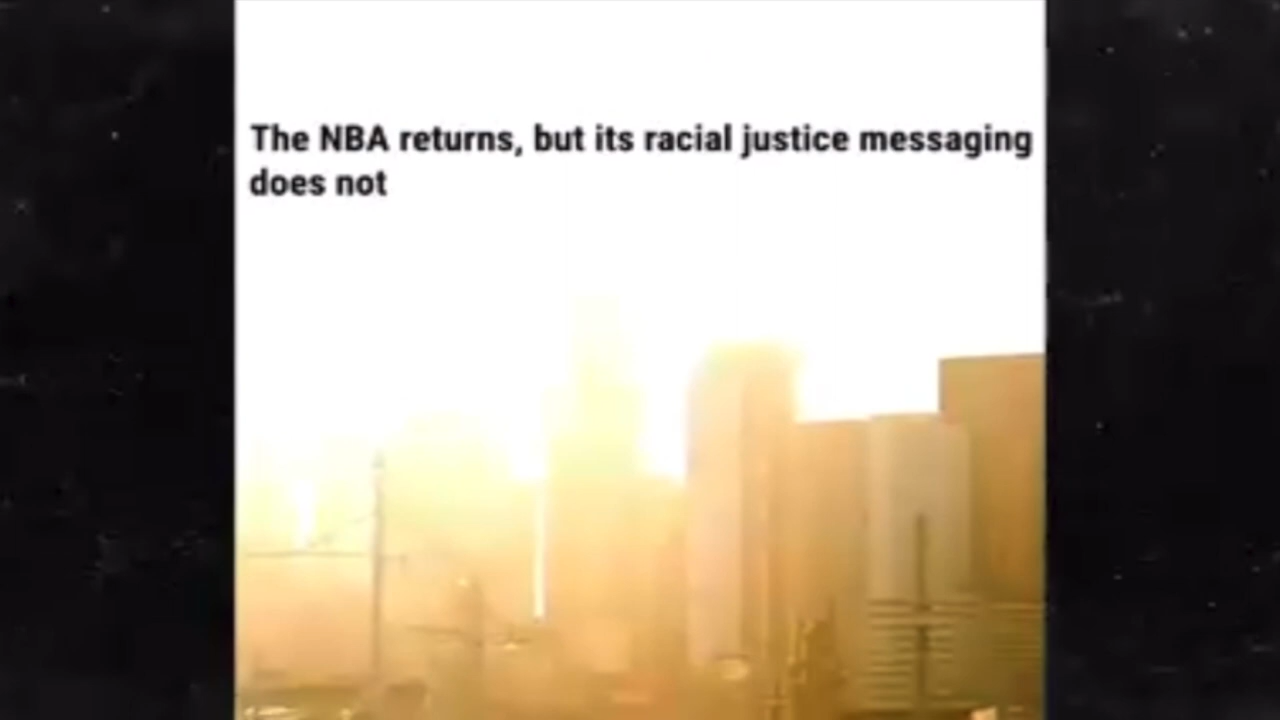 The NBA returns, but its racial justice messaging
does not